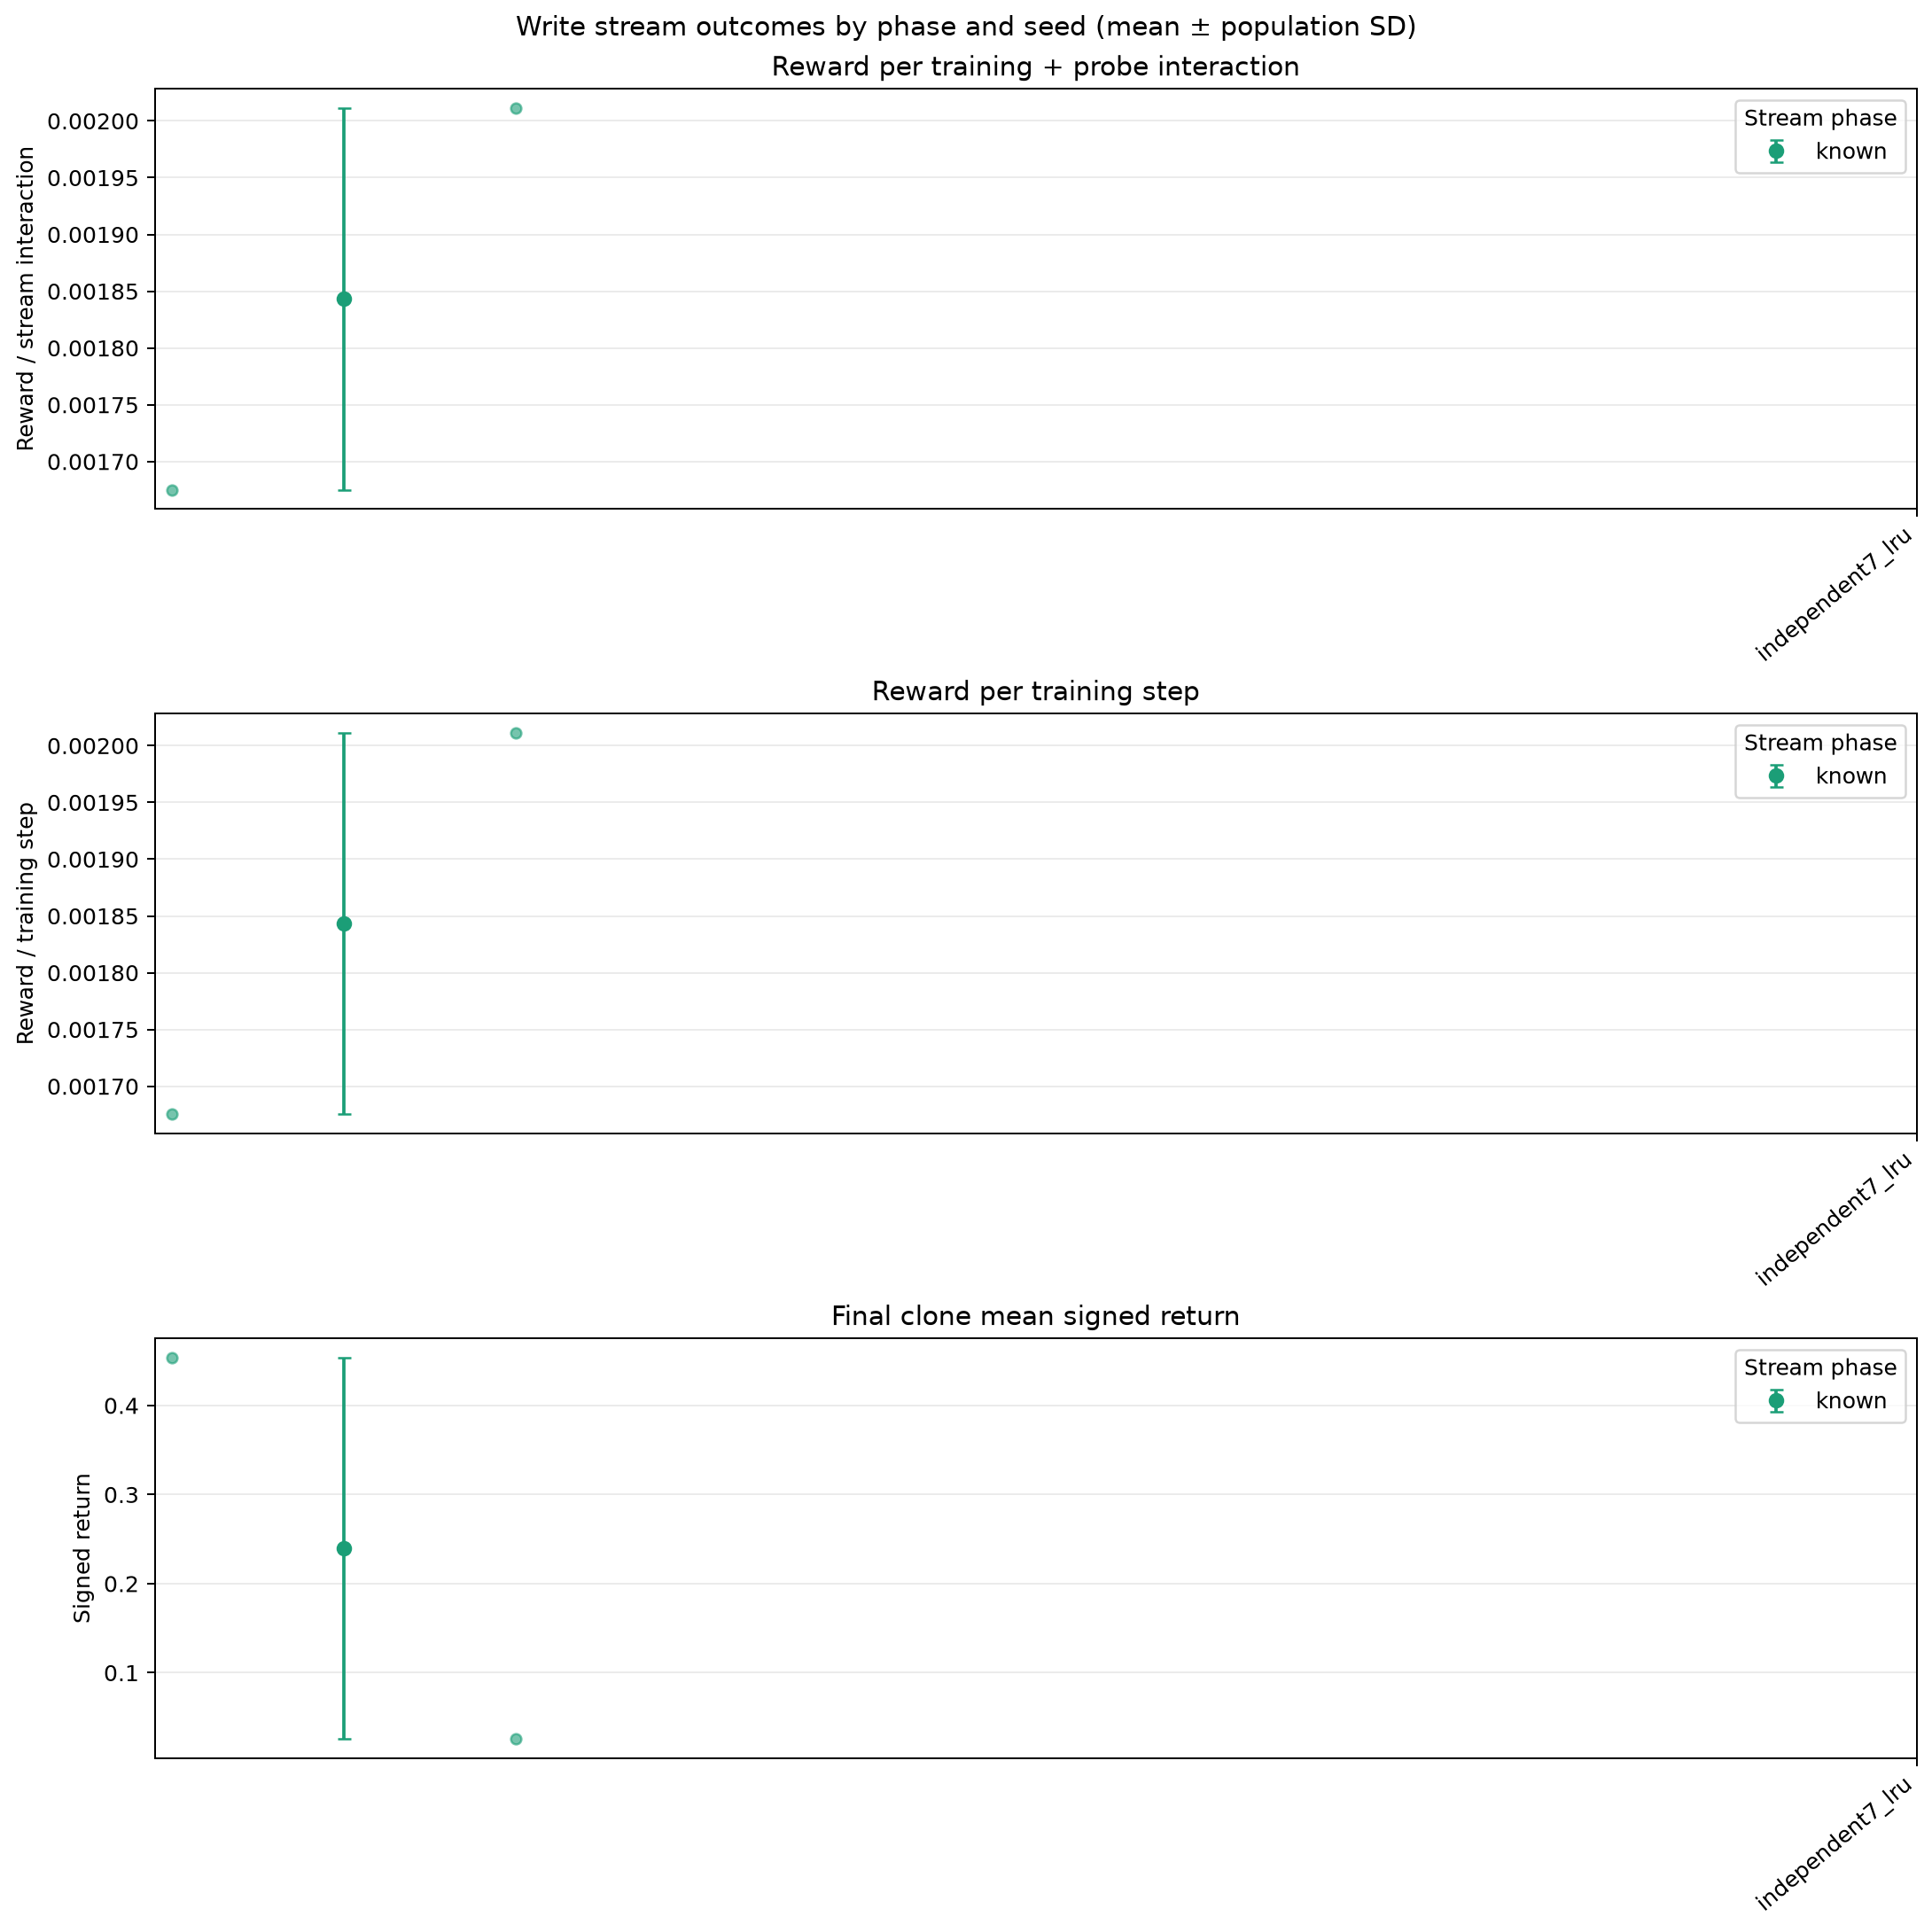 Write stream outcomes by phase and seed (mean ± population SD)
Reward per training + probe interaction
Reward / stream interaction
0.00200
0.00195
0.00190
0.00185
0.00180
0.00175
0.00170
Stream phase
known
independent7_lru
Reward per training step
Reward / training step
0.00200
0.00195
0.00190
0.00185
0.00180
0.00175
0.00170
Stream phase
known
independent7_lru
Final clone mean signed return
Signed return
0.4
0.3
0.2
0.1
Stream phase
known
independent7_lru